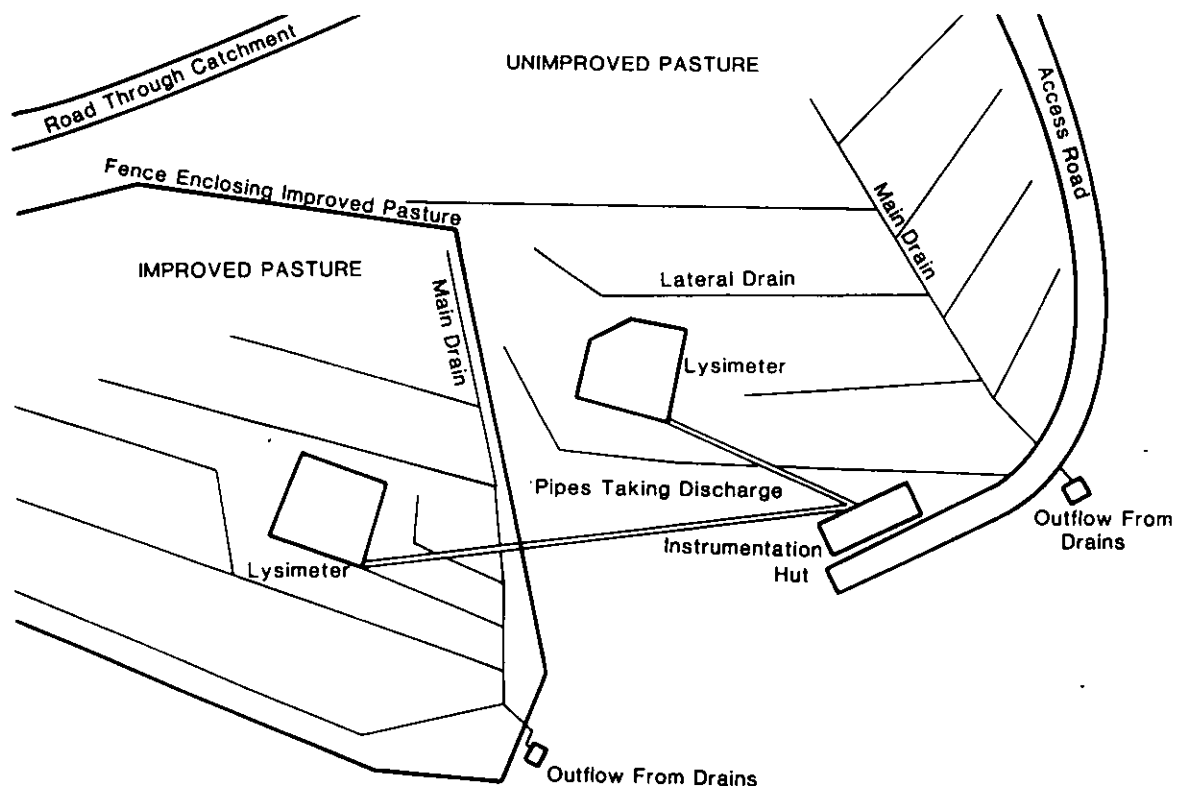 Road Through Catchment
UNIMPROVED PASTURE
Access Road
Fence Enclosing Improved Pasture
Main Drain
IMPROVED PASTURE
Lateral Drain
Main Drain
Lysimeter
Pipes Taking Discharge
Outflow From
Drains
Instrumentation
Hut
Lysimeter
Outflow From Drains